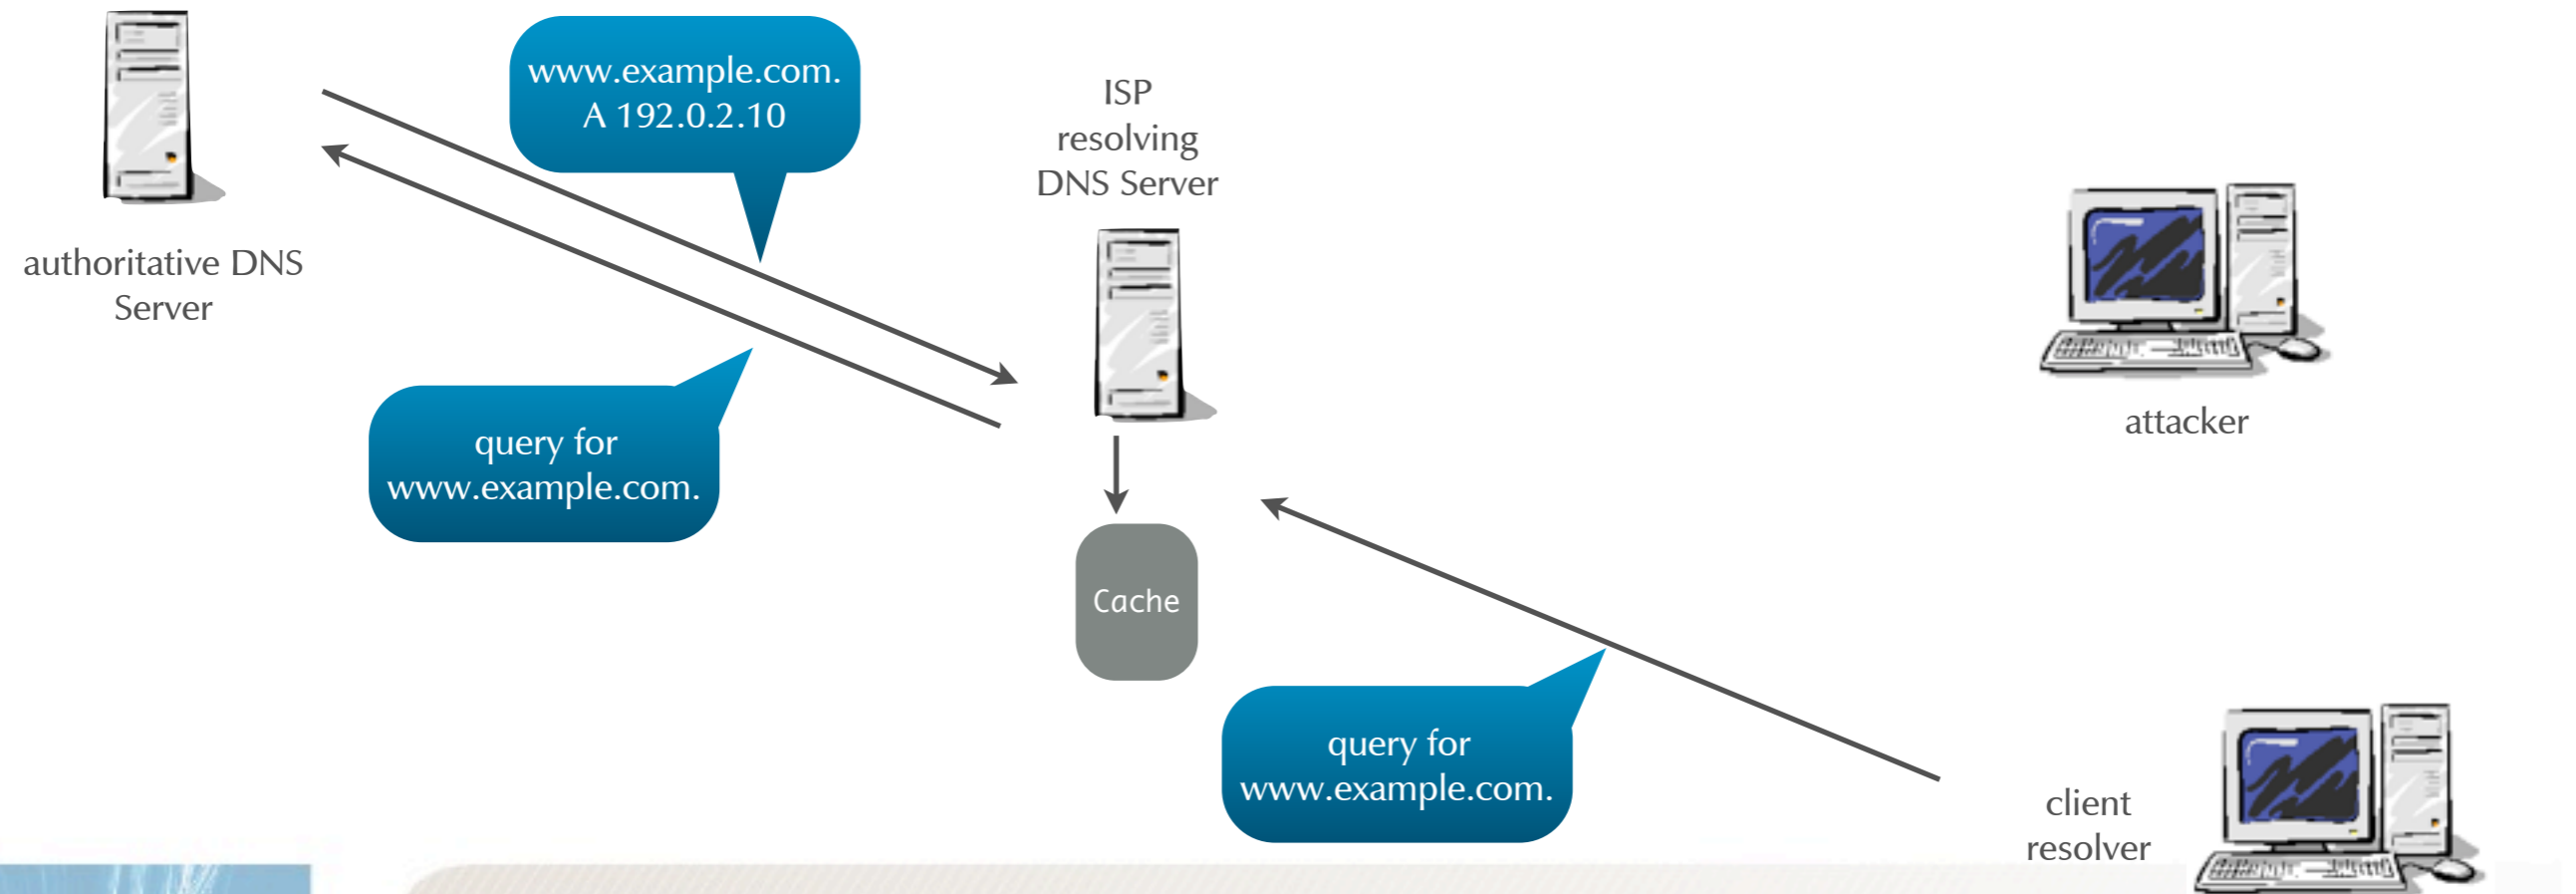 www.example.com.
A 192.0.2.10
ISP
resolving
DNS Server
authoritative DNS
Server
query for
www.example.com.
attacker
Cache
query for
www.example.com.
client
resolver